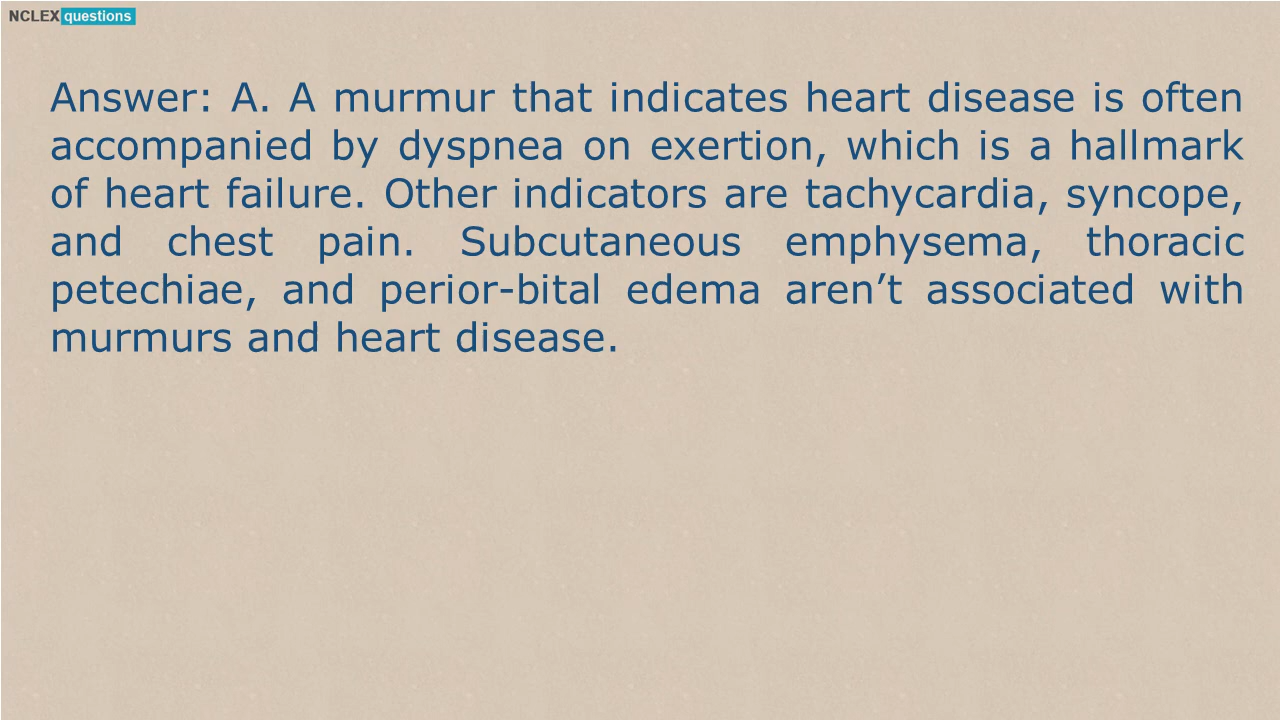 NCLEX questions
Answer: A. A murmur that indicates heart disease is often
accompanied by dyspnea on exertion, which is a hallmark
of heart failure. Other indicators are tachycardia, syncope,
and chest pain. Subcutaneous emphysema, thoracic
petechiae, and perior-bital edema aren’t associated with
murmurs and heart disease.